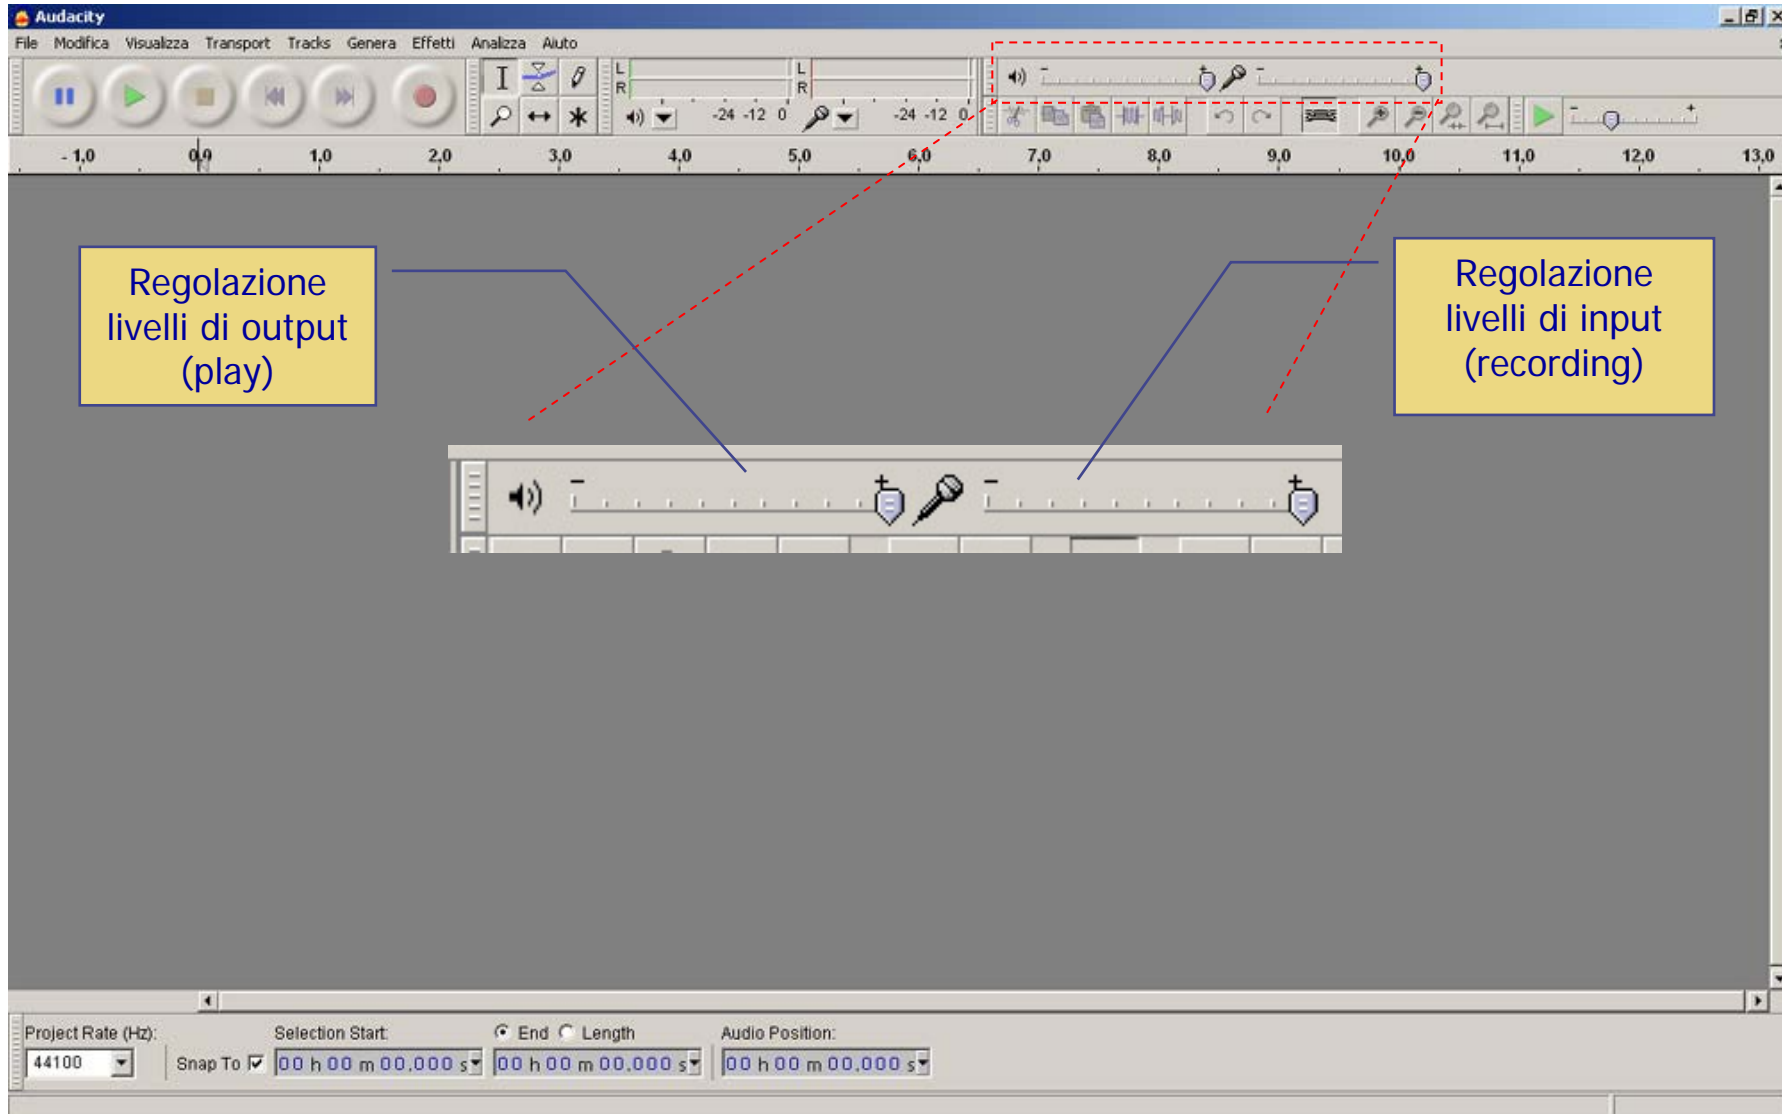 Audacity
File Modifica Visualizza Transport Tracks Genera Effetti Analizza Aiuto
L
R
L
R
-24 -12 0
-24 -12 0
- +
- +
- +
- 1,0 0,0 1,0 2,0 3,0 4,0 5,0 6,0 7,0 8,0 9,0 10,0 11,0 12,0 13,0
Regolazione
livelli di output
(play)
Regolazione
livelli di input
(recording)
- +
- +
Project Rate (Hz): Selection Start: End Length Audio Position:
44100 Snap To 00 h 00 m 00.000 s 00 h 00 m 00.000 s 00 h 00 m 00.000 s